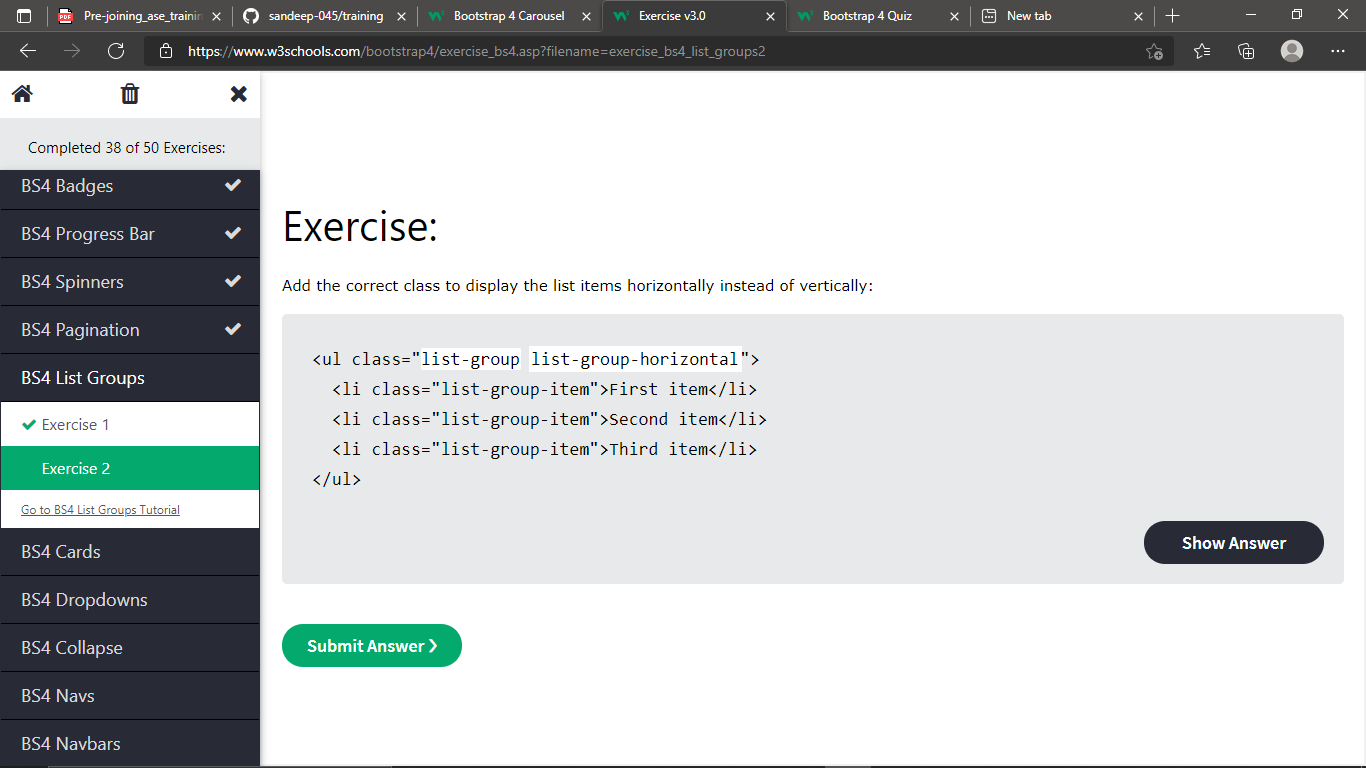 Pre-joining_ase_trainin
sandeep-045/training
Bootstrap 4 Carousel
Exercise v3.0
Bootstrap 4 Quiz
New tab
https://www.w3schools.com/bootstrap4/exercise_bs4.asp?filename=exercise_bs4_list_groups2
Completed 38 of 50 Exercises:
BS4 Badges
BS4 Progress Bar
BS4 Spinners
BS4 Pagination
BS4 List Groups
Exercise 1
Exercise 2
Go to BS4 List Groups Tutorial
BS4 Cards
BS4 Dropdowns
BS4 Collapse
BS4 Navs
BS4 Navbars
Exercise:
Add the correct class to display the list items horizontally instead of vertically:
<ul class="list-group list-group-horizontal">
<li class="list-group-item">First item</li>
<li class="list-group-item">Second item</li>
<li class="list-group-item">Third item</li>
</ul>
Show Answer
Submit Answer ❯